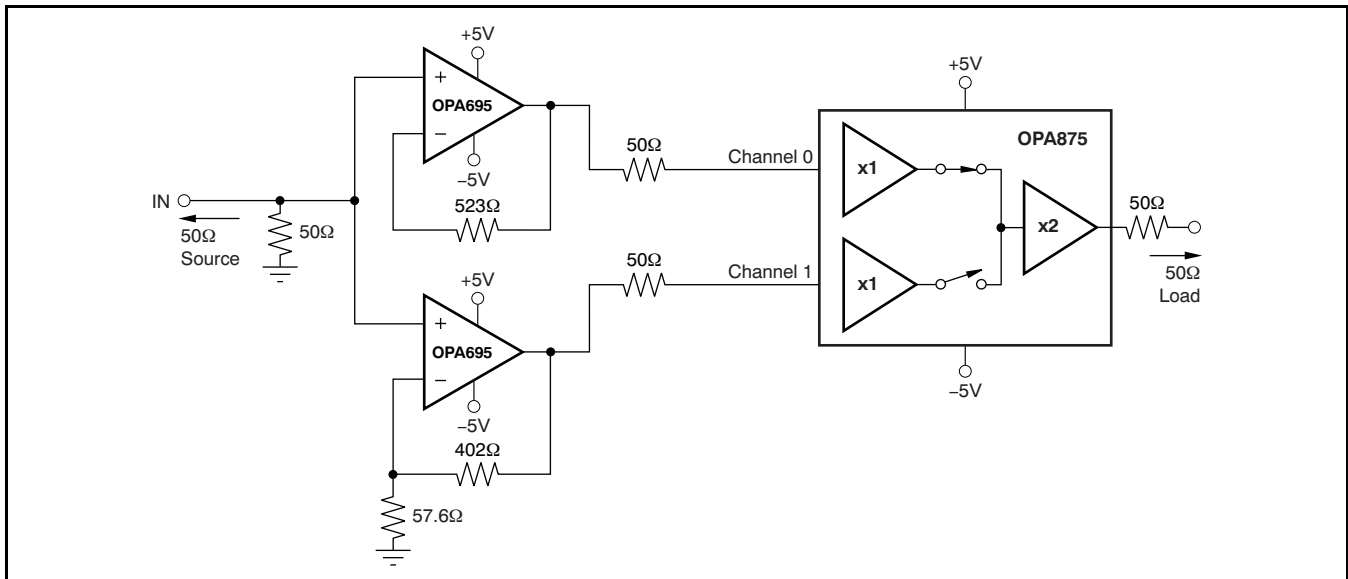 +5V
+
OPA695
−
−5V
523Ω
50Ω
Channel 0
IN
50Ω
Source
50Ω
+5V
OPA875
x1
x1
x2
50Ω
50Ω
Load
−5V
50Ω
Channel 1
+5V
+
OPA695
−
−5V
402Ω
57.6Ω